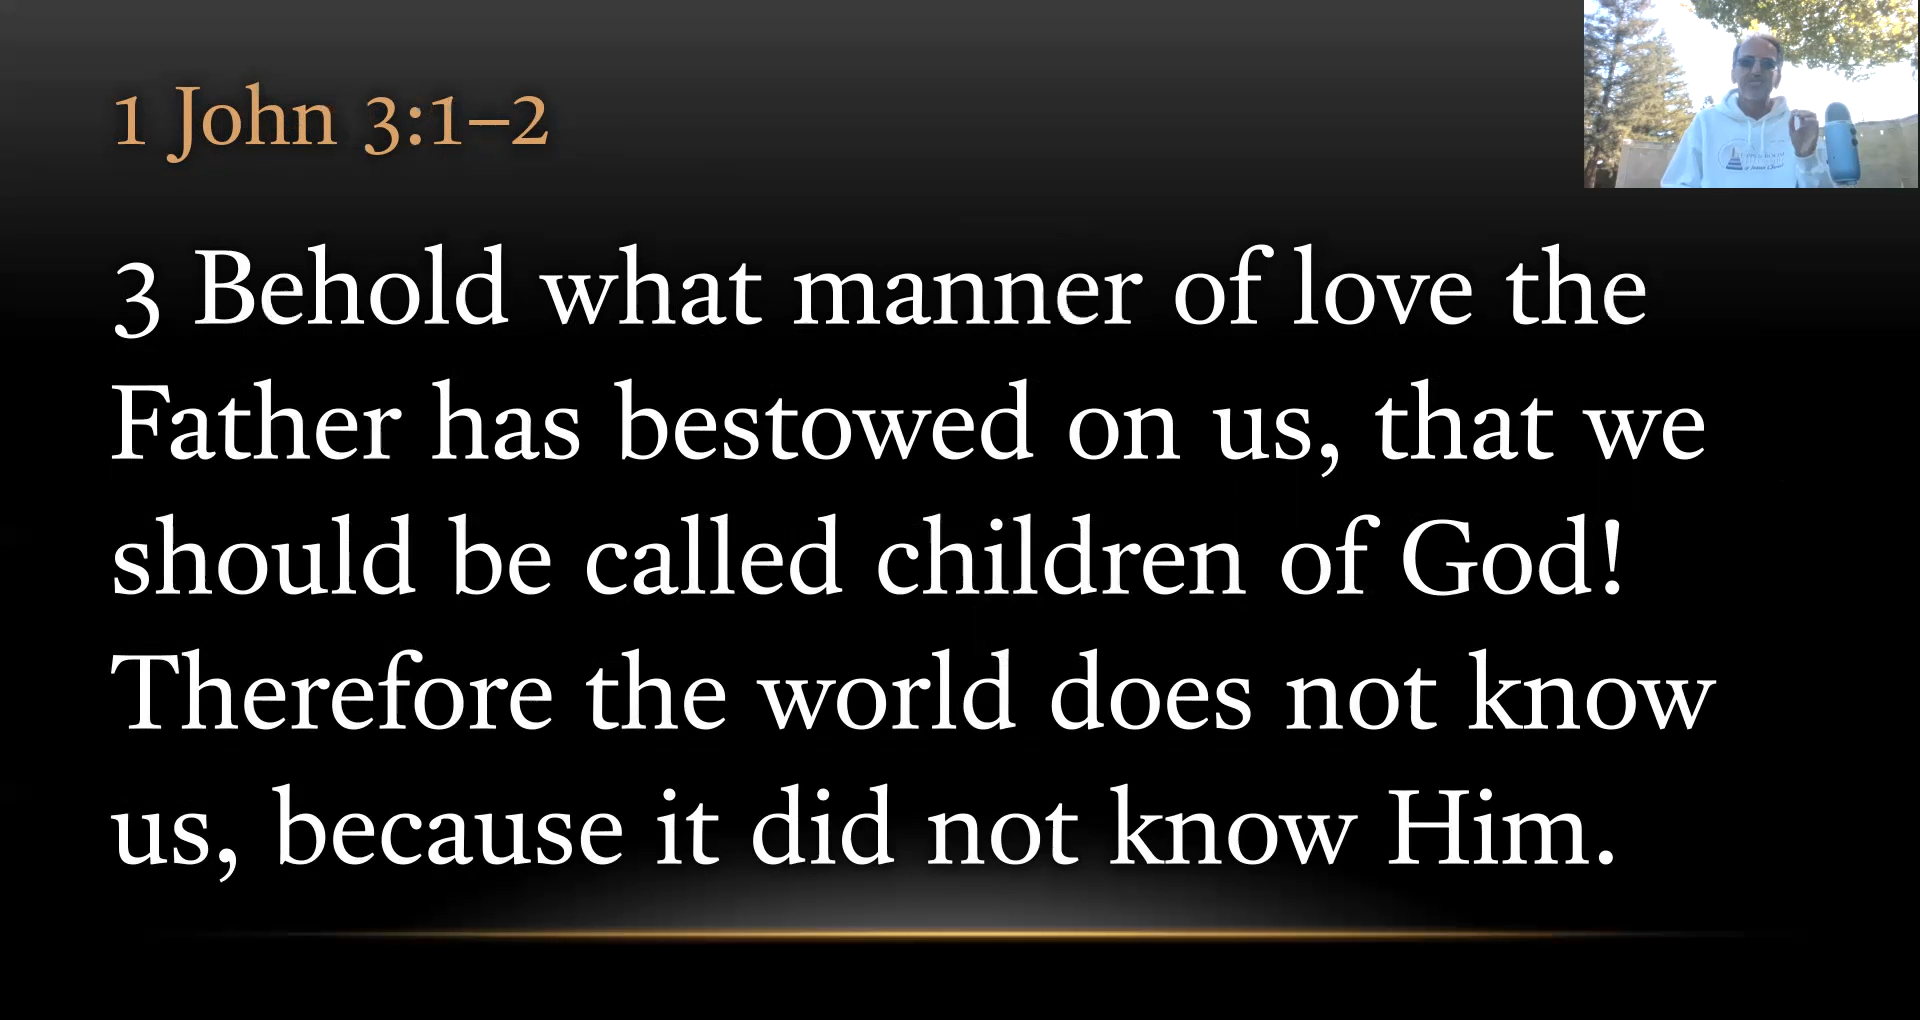 1 John 3:1–2
3 Behold what manner of love the
Father has bestowed on us, that we
should be called children of God!
Therefore the world does not know
us, because it did not know Him.